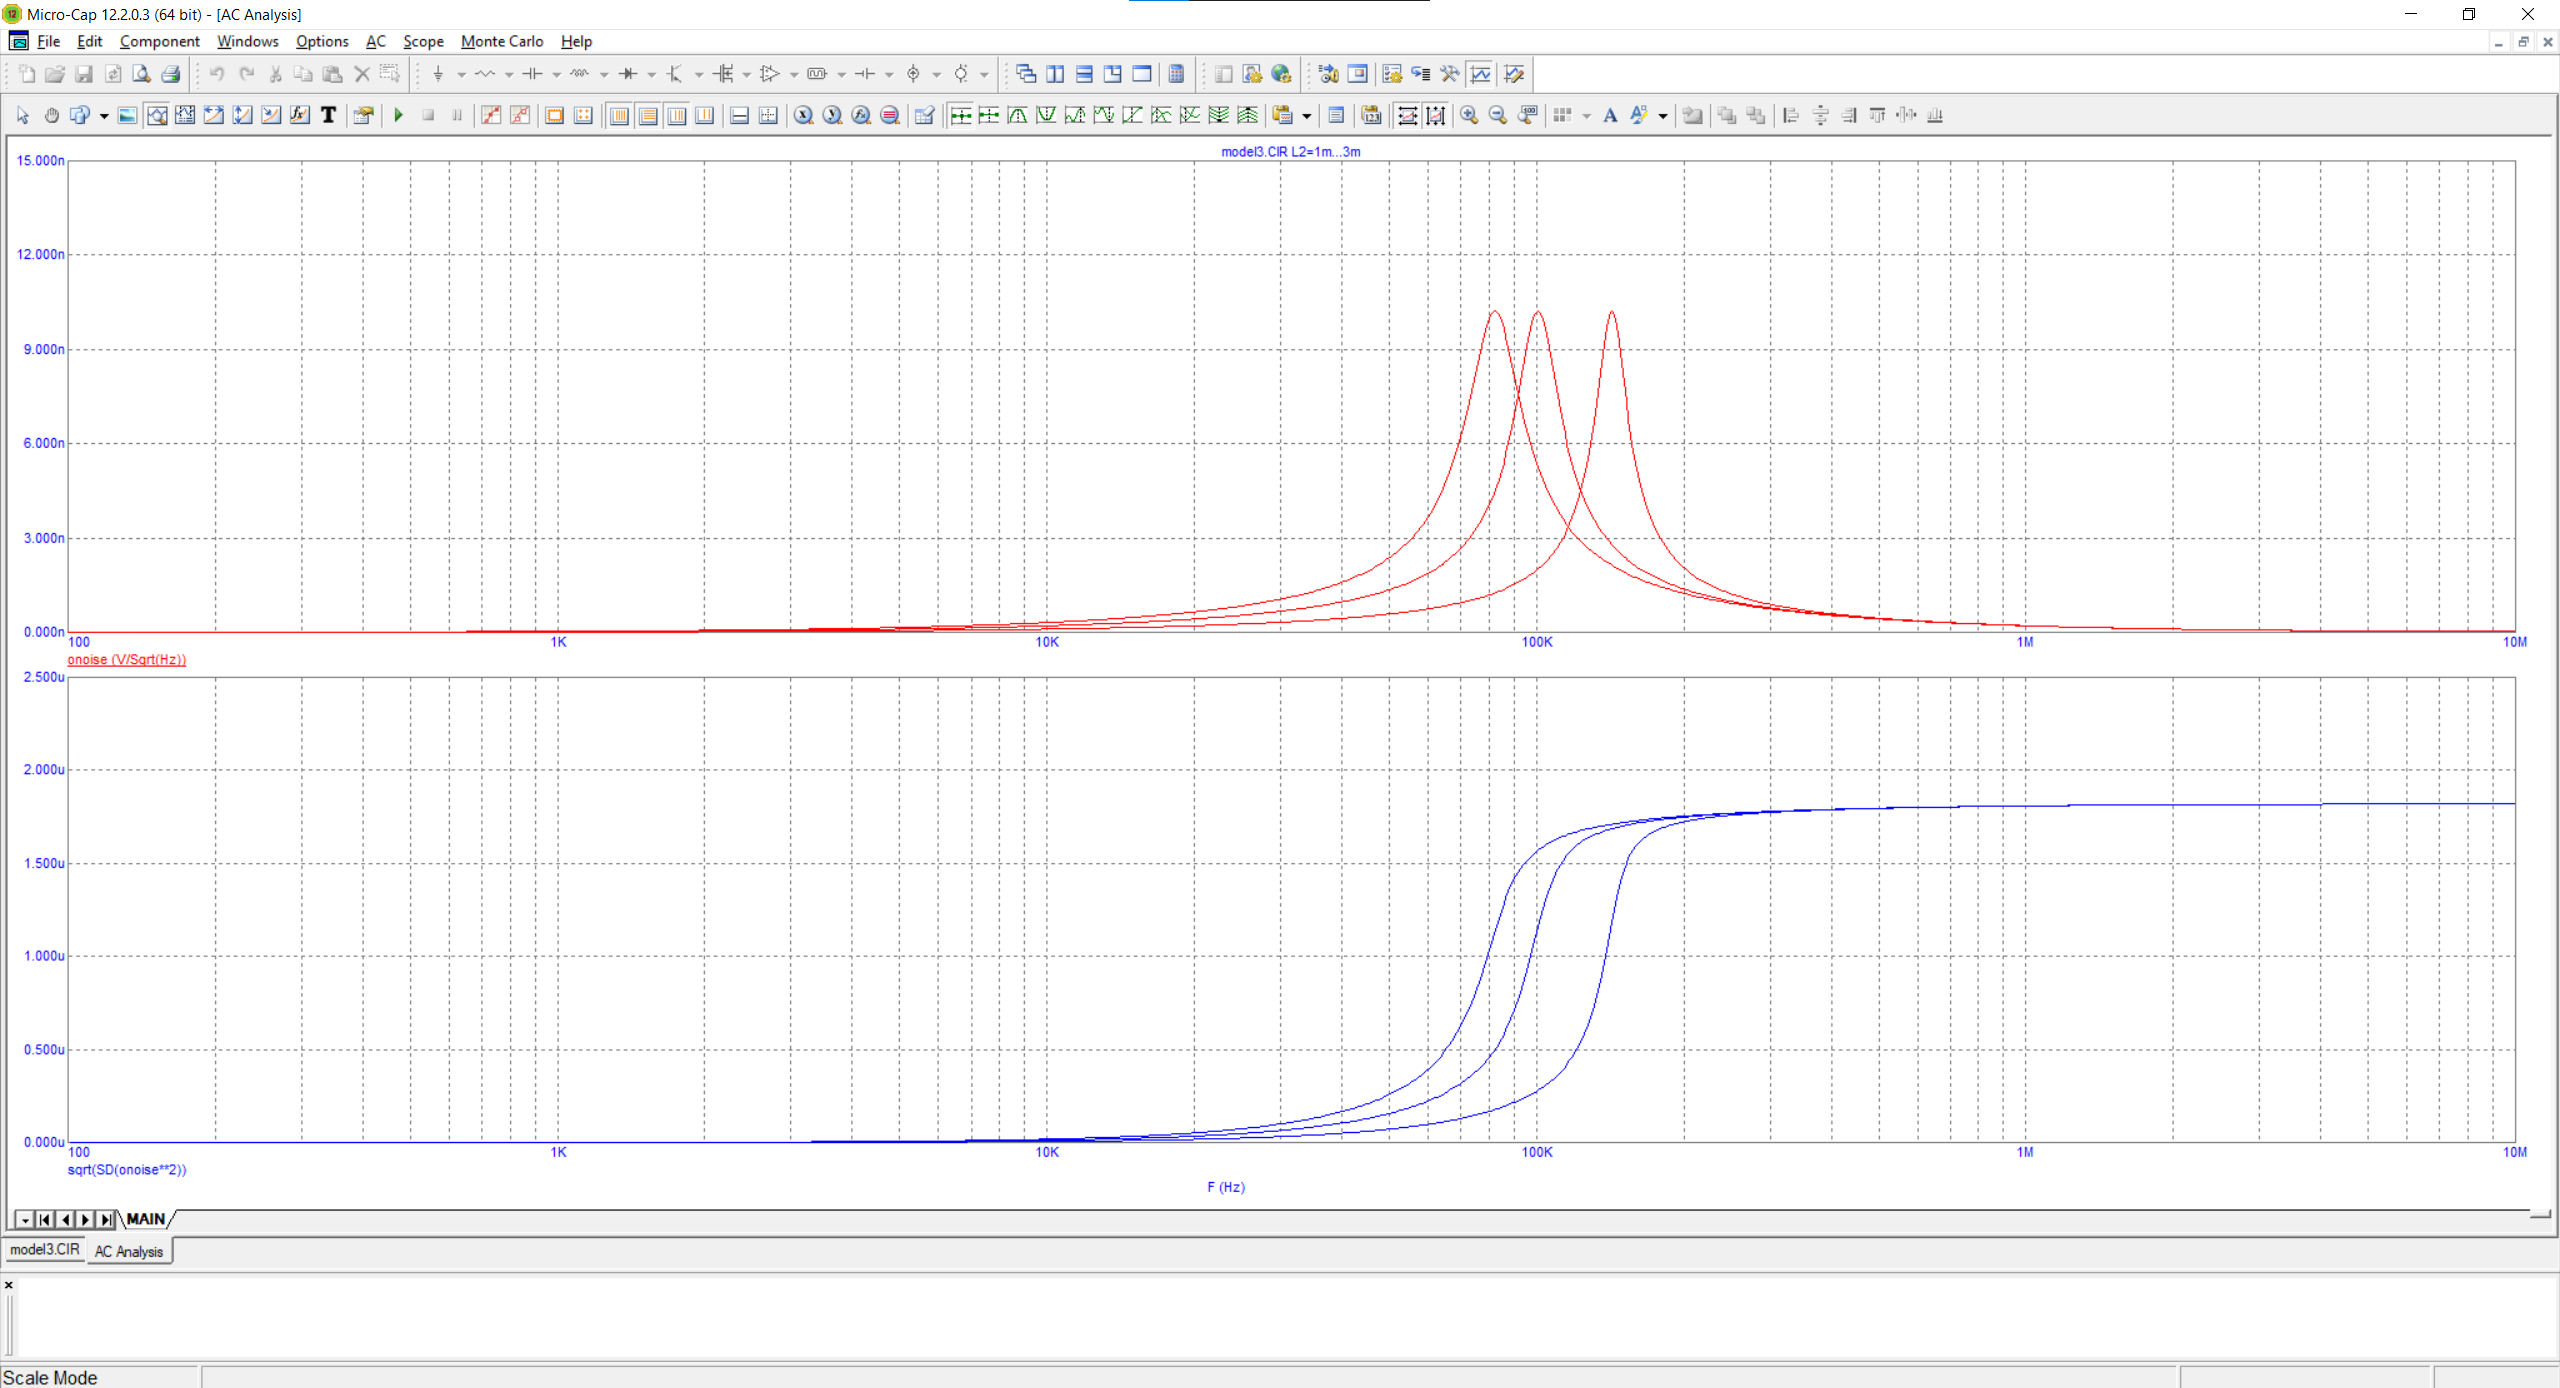 Micro-Cap 12.2.0.3 (64 bit) - [AC Analysis]
File Edit Component Windows Options AC Scope Monte Carlo Help
model3.CIR L2=1m...3m
15.000n
12.000n
9.000n
6.000n
3.000n
0.000n
100 1K 10K 100K 1M 10M
onoise (V/Sqrt(Hz))
2.500u
2.000u
1.500u
1.000u
0.500u
0.000u
100 1K 10K 100K 1M 10M
sqrt(SD(onoise**2))
F (Hz)
MAIN
model3.CIR AC Analysis
Scale Mode